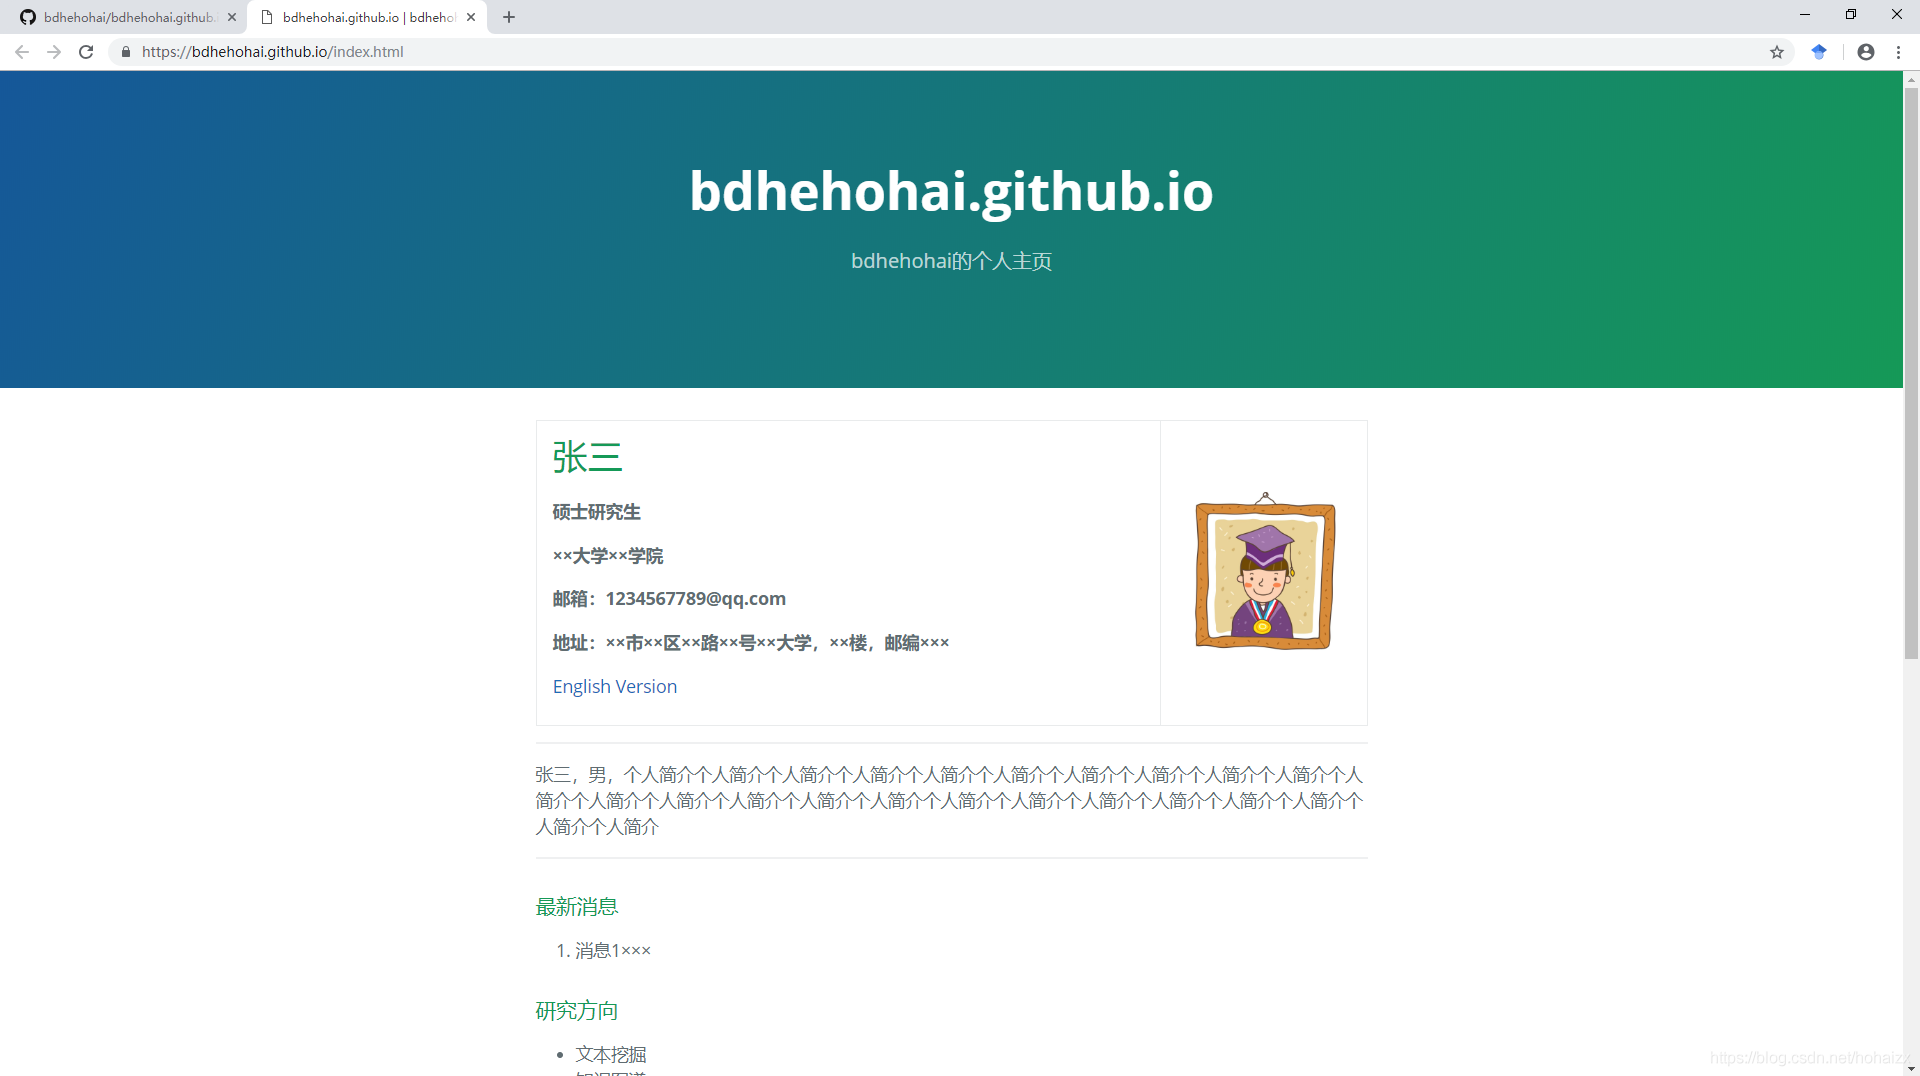 bdhehohai/bdhehohai.github.
bdhehohai.github.io | bdheho
https://bdhehohai.github.io/index.html
bdhehohai.github.io
bdhehohai的个人主页
张三
硕士研究生
××大学××学院
邮箱：1234567789@qq.com
地址：××市××区××路××号××大学，××楼，邮编×××
English Version
张三，男，个人简介个人简介个人简介个人简介个人简介个人简介个人简介个人简介个人简介个人简介个人
简介个人简介个人简介个人简介个人简介个人简介个人简介个人简介个人简介个人简介个人简介个人简介个
人简介个人简介
最新消息
1. 消息1×××
研究方向
• 文本挖掘
https://blog.csdn.net/hohaizx